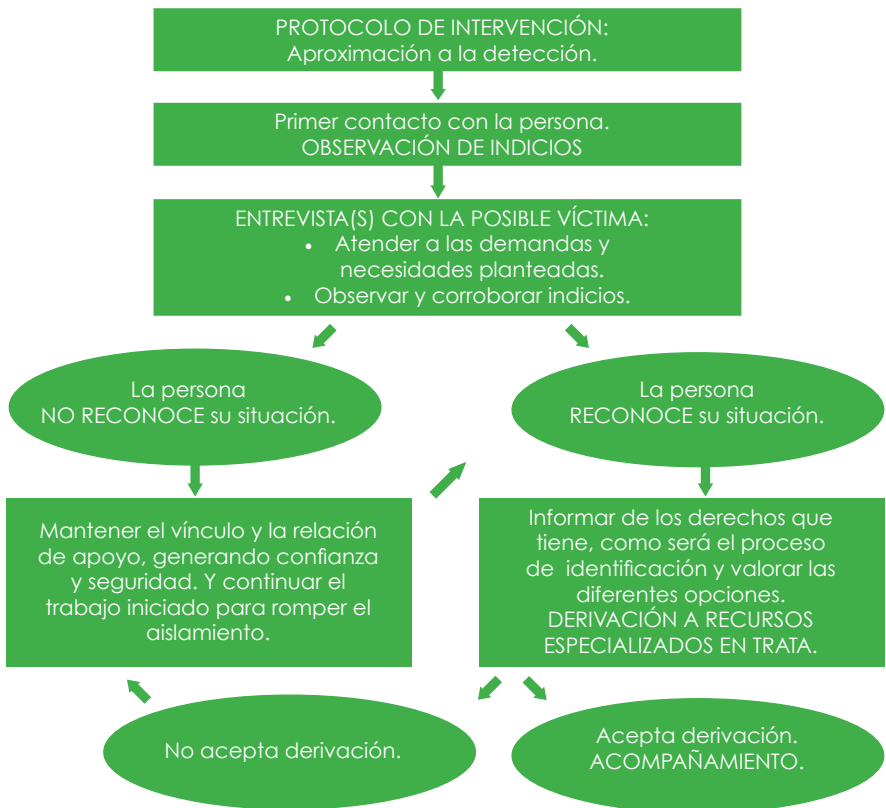 PROTOCOLO DE INTERVENCIÓN:
Aproximación a la detección.
Primer contacto con la persona.
OBSERVACIÓN DE INDICIOS
ENTREVISTA(S) CON LA POSIBLE VÍCTIMA:
• Atender a las demandas y
necesidades planteadas.
• Observar y corroborar indicios.
La persona
NO RECONOCE su situación.
La persona
RECONOCE su situación.
Mantener el vínculo y la relación
de apoyo, generando confianza
y seguridad. Y continuar el
trabajo iniciado para romper el
aislamiento.
Informar de los derechos que
tiene, como será el proceso
de identificación y valorar las
diferentes opciones.
DERIVACIÓN A RECURSOS
ESPECIALIZADOS EN TRATA.
No acepta derivación.
Acepta derivación.
ACOMPAÑAMIENTO.